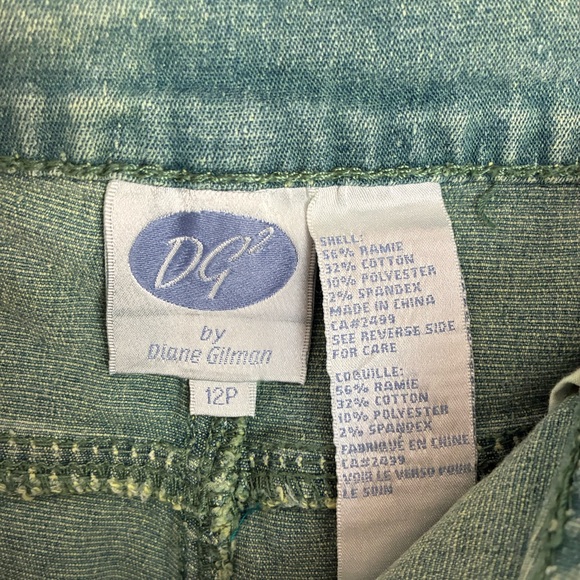 DG²
by
Diane Gilman
12P
SHELL:
56% RAMIE
32% COTTON
10% POLYESTER
2% SPANDEX
MADE IN CHINA
CA#2499
SEE REVERSE SIDE
FOR CARE
COQUILLE:
56% RAMIE
32% COTTON
10% POLYESTER
2% SPANDEX
FABRIQUÉ EN CHINE
CA#2499
VOIR LE VERSO POUR
LE SOIN